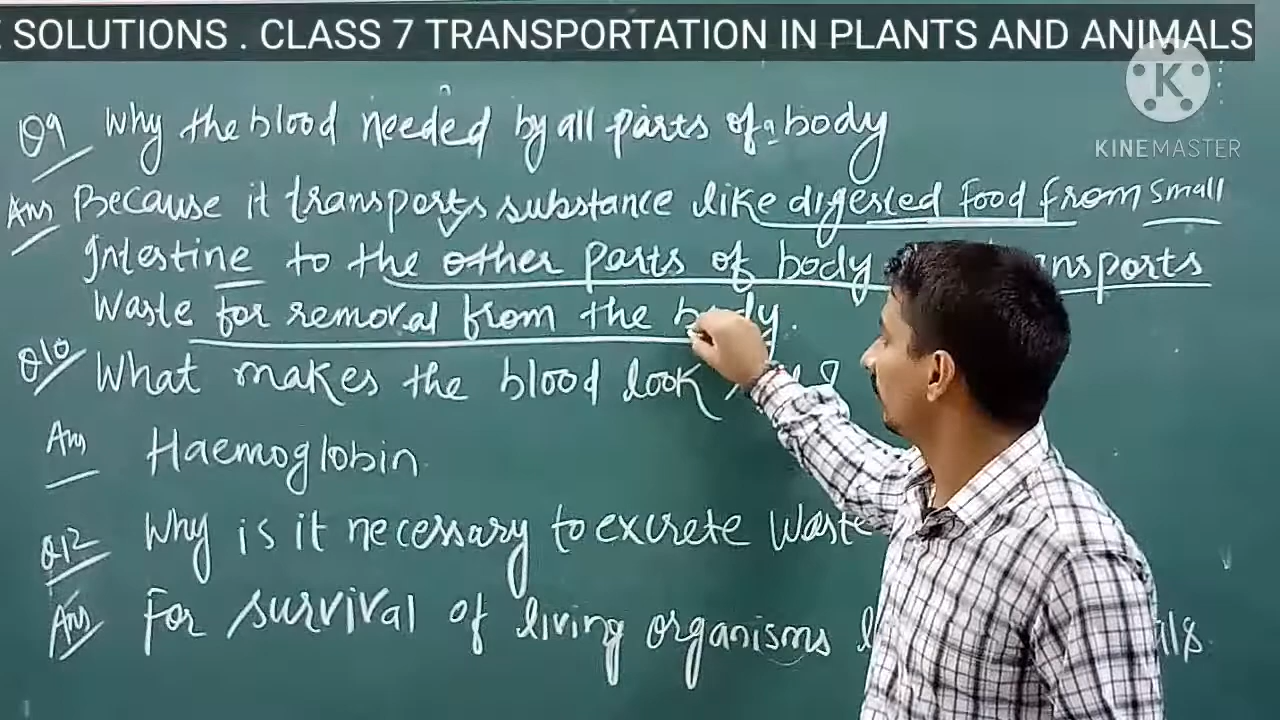 E SOLUTIONS . CLASS 7 TRANSPORTATION IN PLANTS AND ANIMALS
K
KINEMASTER
Q9 Why the blood needed by all parts of a body
Ans Because it transports substance like digested food from small
Intestine to the other parts of body transports
Waste for removal from the body.
Q10 What makes the blood look
Ans Haemoglobin
Q12 Why is it necessary to excrete Waste
Ans For survival of living organisms